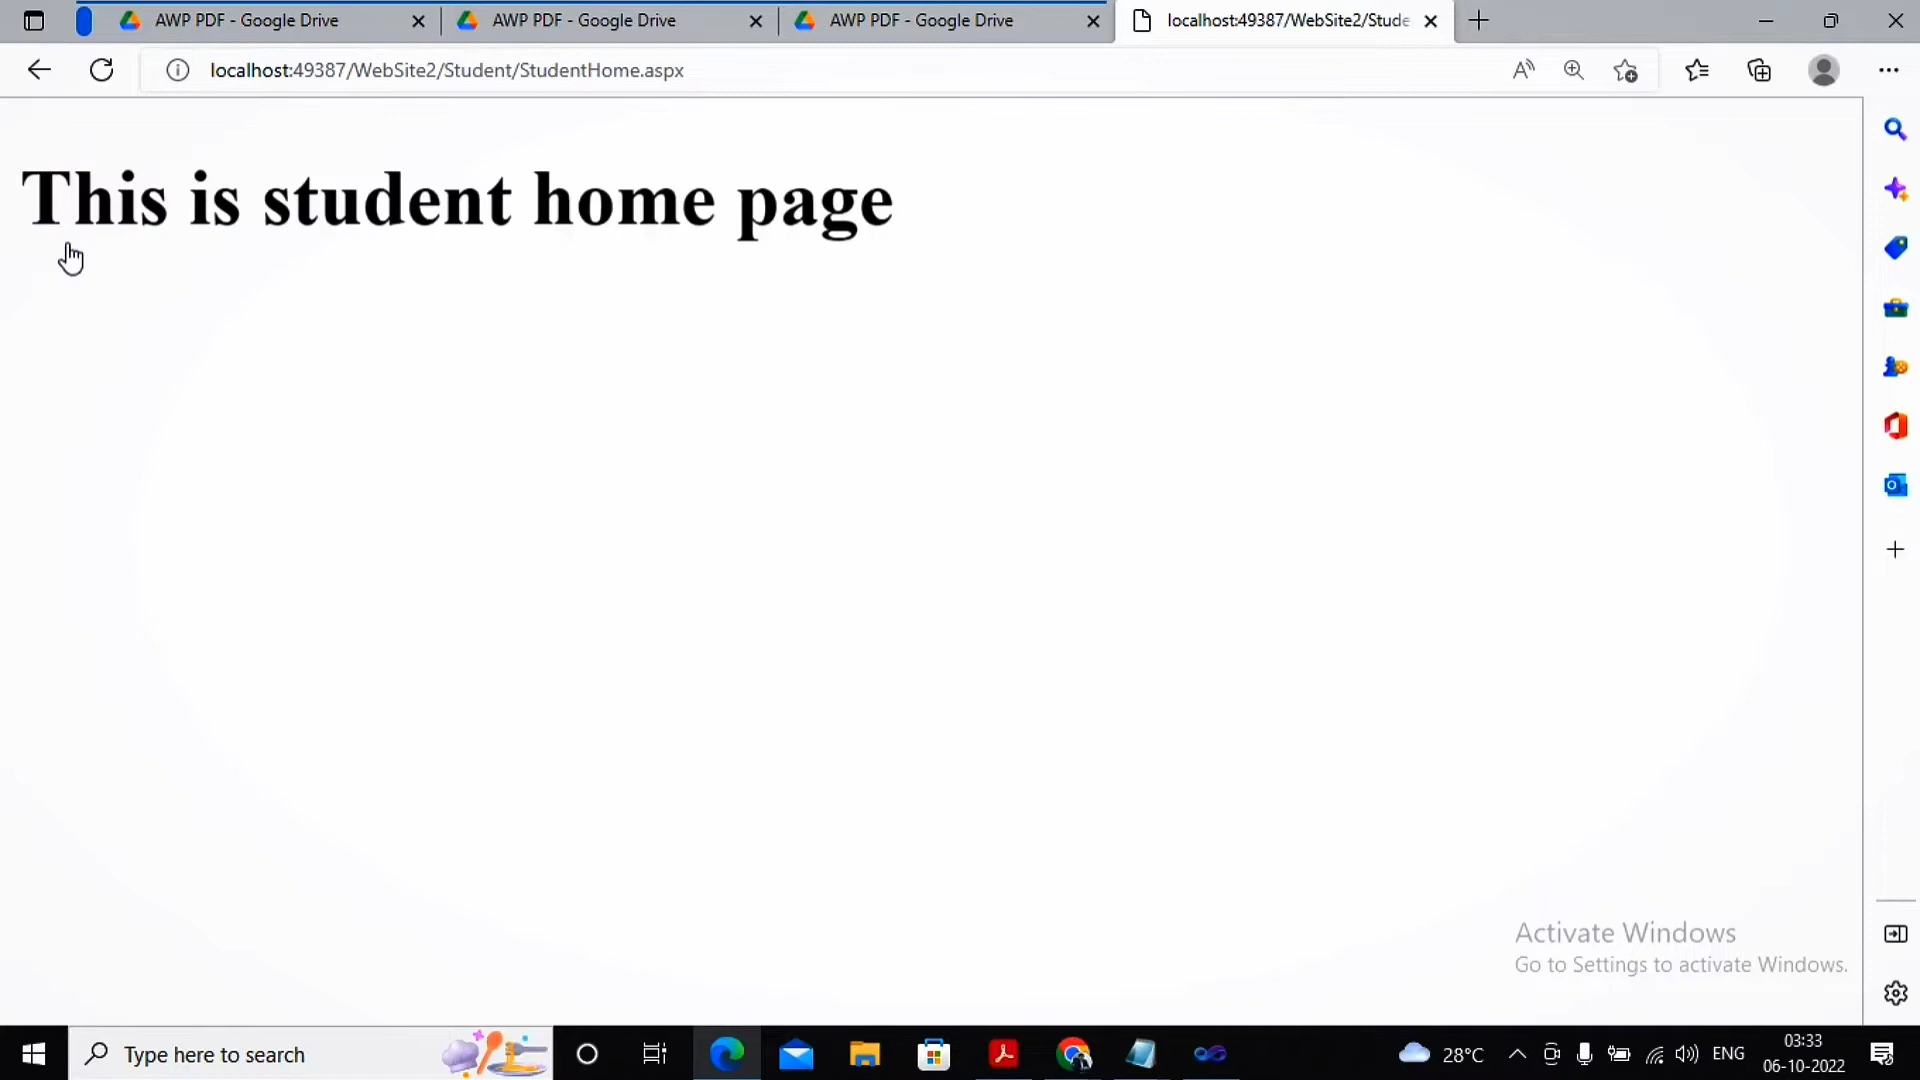 AWP PDF - Google Drive
AWP PDF - Google Drive
AWP PDF - Google Drive
localhost:49387/WebSite2/Stude
localhost:49387/WebSite2/Student/StudentHome.aspx
This is student home page
Activate Windows
Go to Settings to activate Windows.
Type here to search
28°C
ENG
03:33
06-10-2022